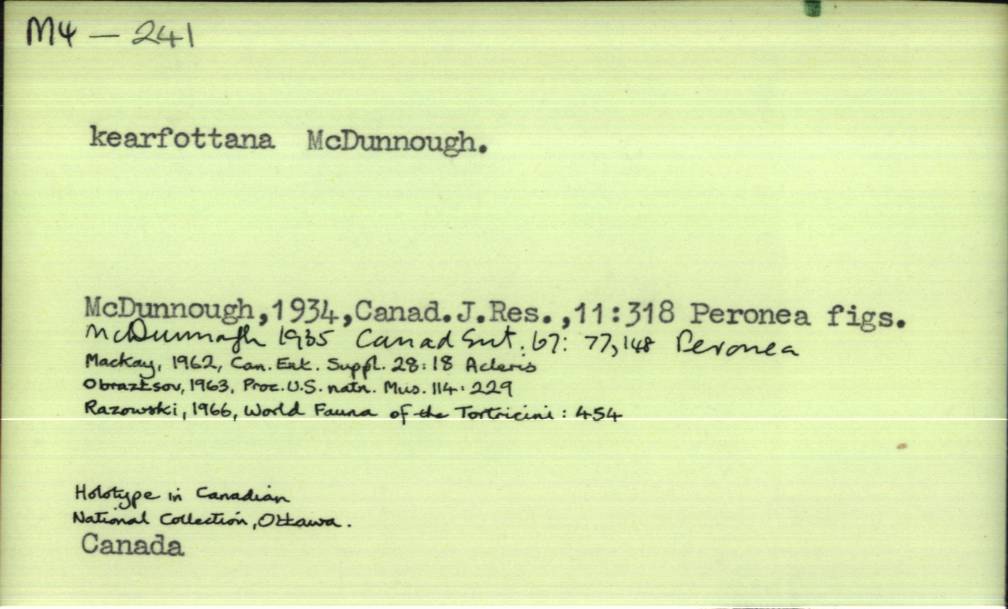 M4 — 241
kearfottana McDunnough.
McDunnough,1934,Canad.J.Res.,11:318 Peronea figs.
McDunnogh 1935 Canad Ent. 67: 77,148 Peronea
Mackay, 1962, Can. Ent. Suppl. 28:18 Acleris
Obraztsov, 1963, Proc. U.S. natn. Mus. 114: 229
Razowski, 1966, World Fauna of the Tortricini: 454
Holotype in Canadian
National Collection, Ottawa.
Canada